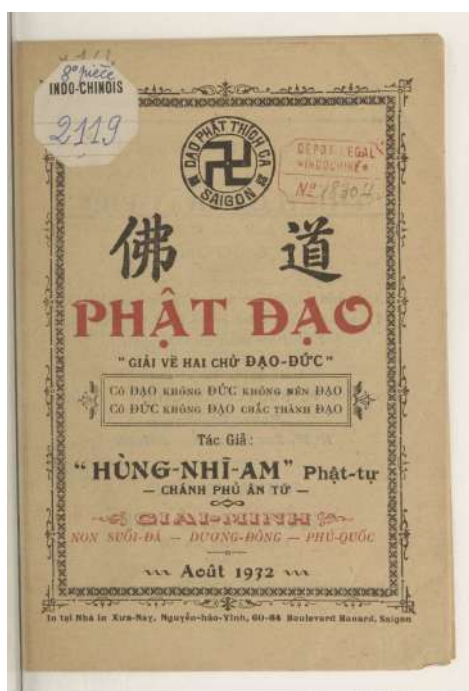 8º pièce
INDO-CHINOIS
2119
ĐẠO PHẬT THÍCH CA
SAIGON
DEPOT LEGAL
INDOCHINE
Nº 18304
佛 道
PHẬT ĐẠO
"GIẢI VỀ HAI CHỮ ĐẠO-ĐỨC"
CÓ ĐẠO KHÔNG ĐỨC KHÔNG NÊN ĐẠO
CÓ ĐỨC KHÔNG ĐẠO CHẮC THÀNH ĐẠO
Tác Giả:
"HÙNG-NHĨ-AM" Phật-tự
— CHÁNH PHỦ ÂN TỨ —
GIAI-MINH
NON SUỐI-ĐÁ — DƯƠNG-ĐÔNG — PHÚ-QUỐC
Août 1932
In tại Nhà in Xưa-Nay, Nguyễn-háo-Vĩnh, 60-64 Boulevard Bonard, Saigon